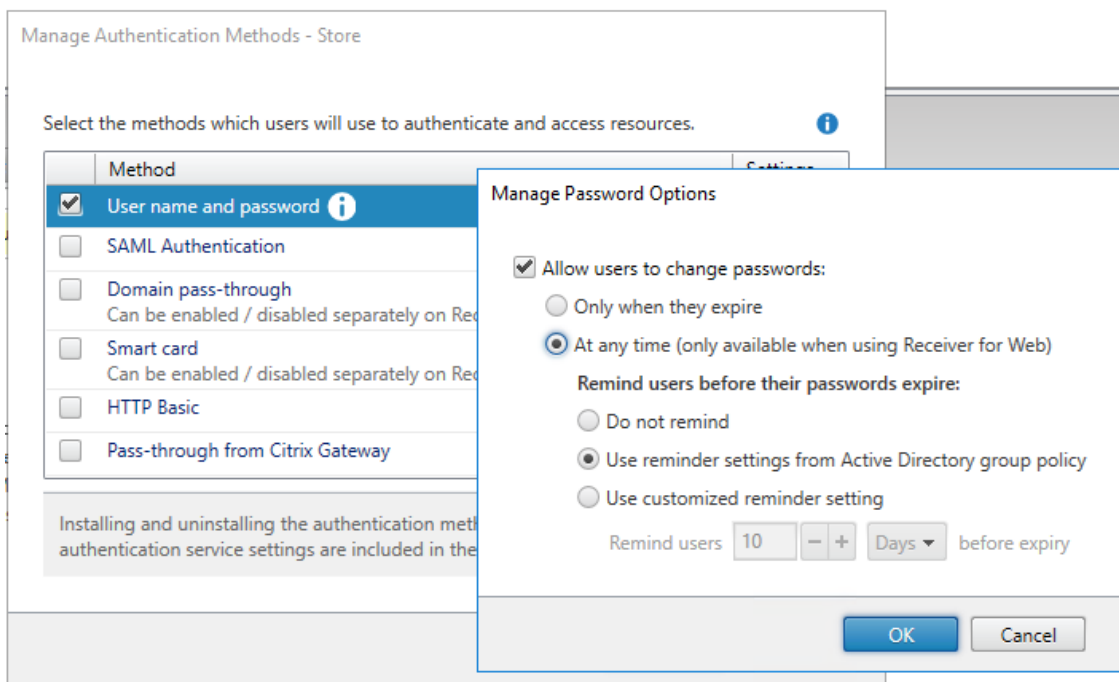 Manage Authentication Methods - Store
Select the methods which users will use to authenticate and access resources.
Method
User name and password
SAML Authentication
Domain pass-through
Can be enabled / disabled separately on Rec
Smart card
Can be enabled / disabled separately on Rec
HTTP Basic
Pass-through from Citrix Gateway
Installing and uninstalling the authentication met
authentication service settings are included in the
Manage Password Options
Allow users to change passwords:
Only when they expire
At any time (only available when using Receiver for Web)
Remind users before their passwords expire:
Do not remind
Use reminder settings from Active Directory group policy
Use customized reminder setting
Remind users 10 − + Days before expiry
OK Cancel